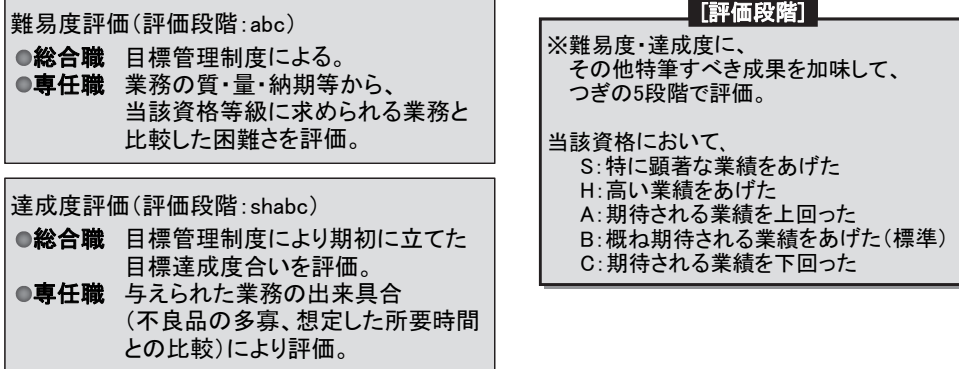 難易度評価（評価段階：abc）
●総合職 目標管理制度による。
●専任職 業務の質・量・納期等から、
当該資格等級に求められる業務と
比較した困難さを評価。
達成度評価（評価段階：shabc）
●総合職 目標管理制度により期初に立てた
目標達成度合いを評価。
●専任職 与えられた業務の出来具合
（不良品の多寡、想定した所要時間
との比較）により評価。
［評価段階］
※難易度・達成度に、
その他特筆すべき成果を加味して、
つぎの5段階で評価。
当該資格において、
S：特に顕著な業績をあげた
H：高い業績をあげた
A：期待される業績を上回った
B：概ね期待される業績をあげた（標準）
C：期待される業績を下回った